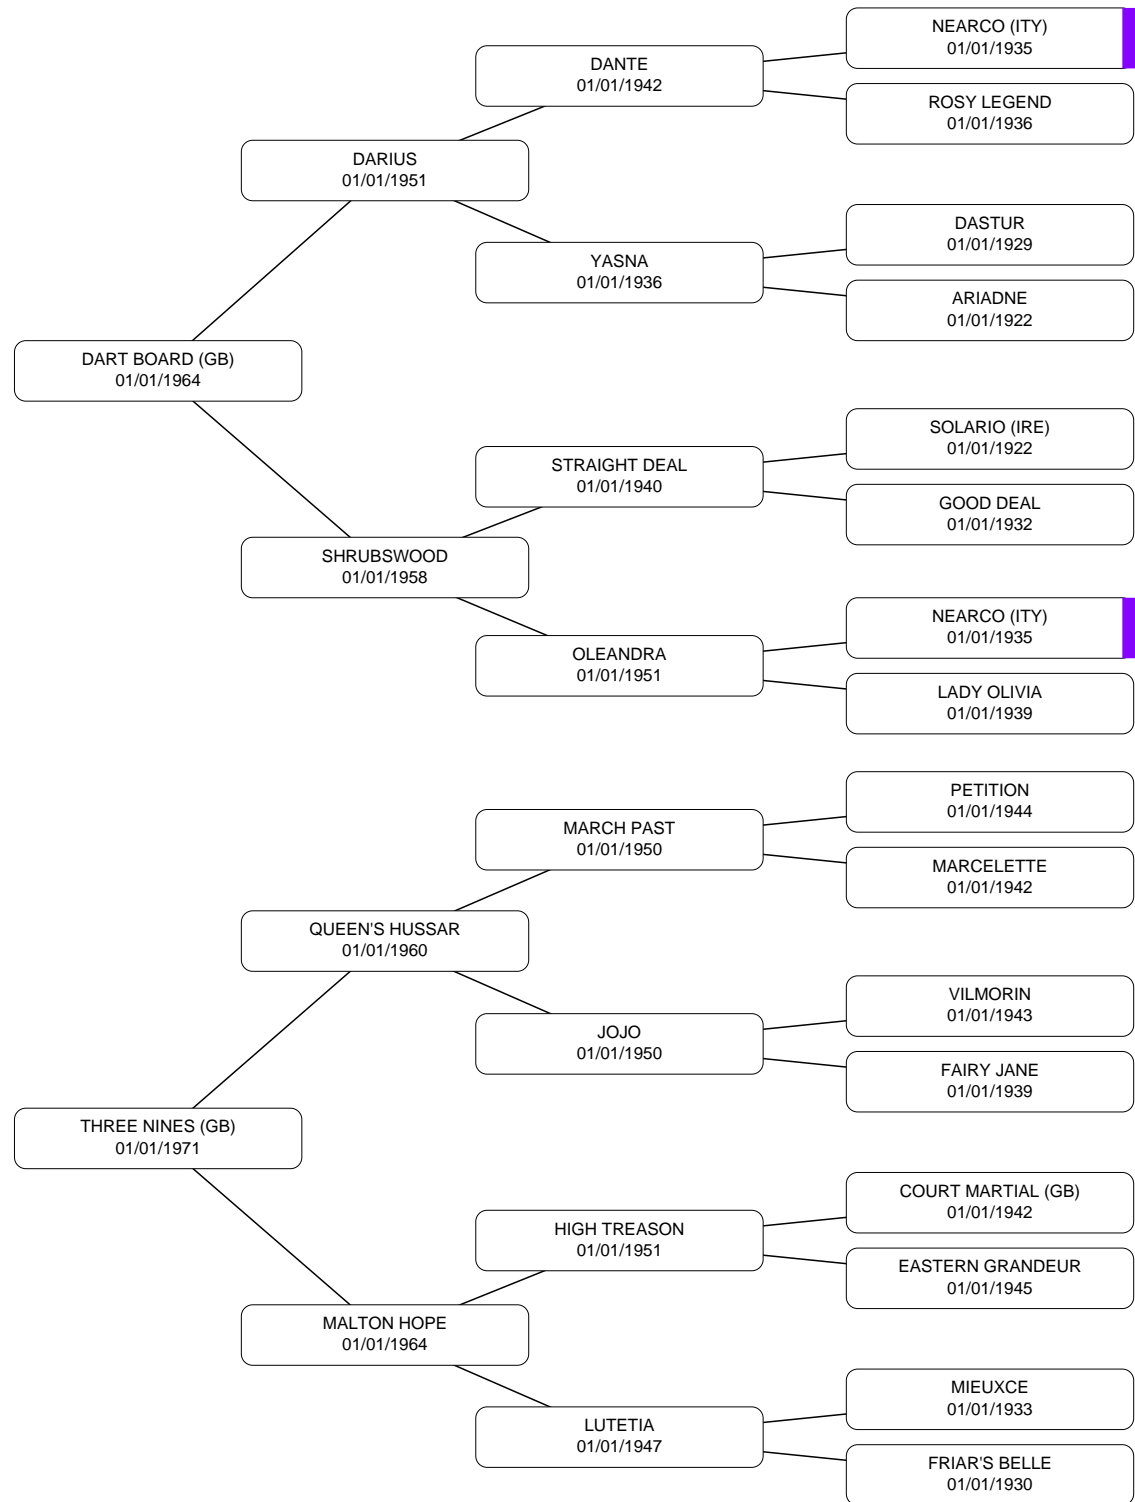 NEARCO (ITY)
01/01/1935
DANTE
01/01/1942
ROSY LEGEND
01/01/1936
DARIUS
01/01/1951
DASTUR
01/01/1929
YASNA
01/01/1936
ARIADNE
01/01/1922
DART BOARD (GB)
01/01/1964
SOLARIO (IRE)
01/01/1922
STRAIGHT DEAL
01/01/1940
GOOD DEAL
01/01/1932
SHRUBSWOOD
01/01/1958
NEARCO (ITY)
01/01/1935
OLEANDRA
01/01/1951
LADY OLIVIA
01/01/1939
PETITION
01/01/1944
MARCH PAST
01/01/1950
MARCELETTE
01/01/1942
QUEEN'S HUSSAR
01/01/1960
VILMORIN
01/01/1943
JOJO
01/01/1950
FAIRY JANE
01/01/1939
THREE NINES (GB)
01/01/1971
COURT MARTIAL (GB)
01/01/1942
HIGH TREASON
01/01/1951
EASTERN GRANDEUR
01/01/1945
MALTON HOPE
01/01/1964
MIEUXCE
01/01/1933
LUTETIA
01/01/1947
FRIAR'S BELLE
01/01/1930